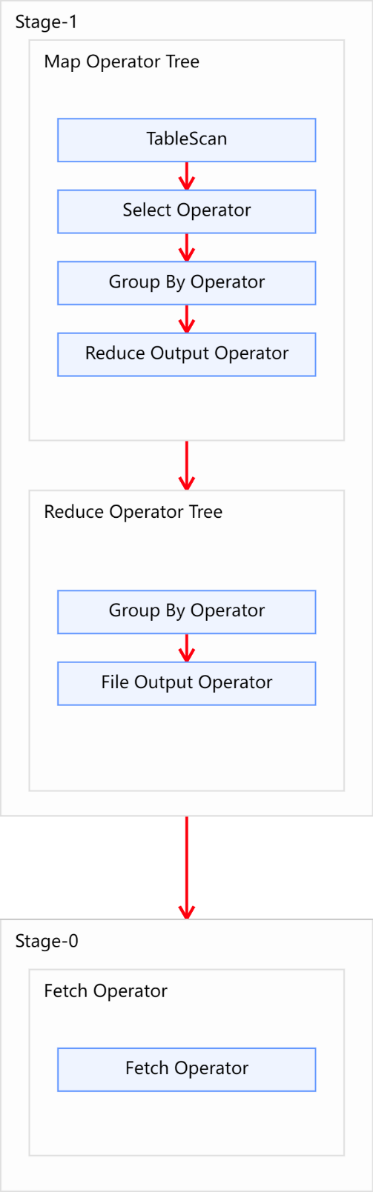 Stage-1
Map Operator Tree
TableScan
Select Operator
Group By Operator
Reduce Output Operator
Reduce Operator Tree
Group By Operator
File Output Operator
Stage-0
Fetch Operator
Fetch Operator